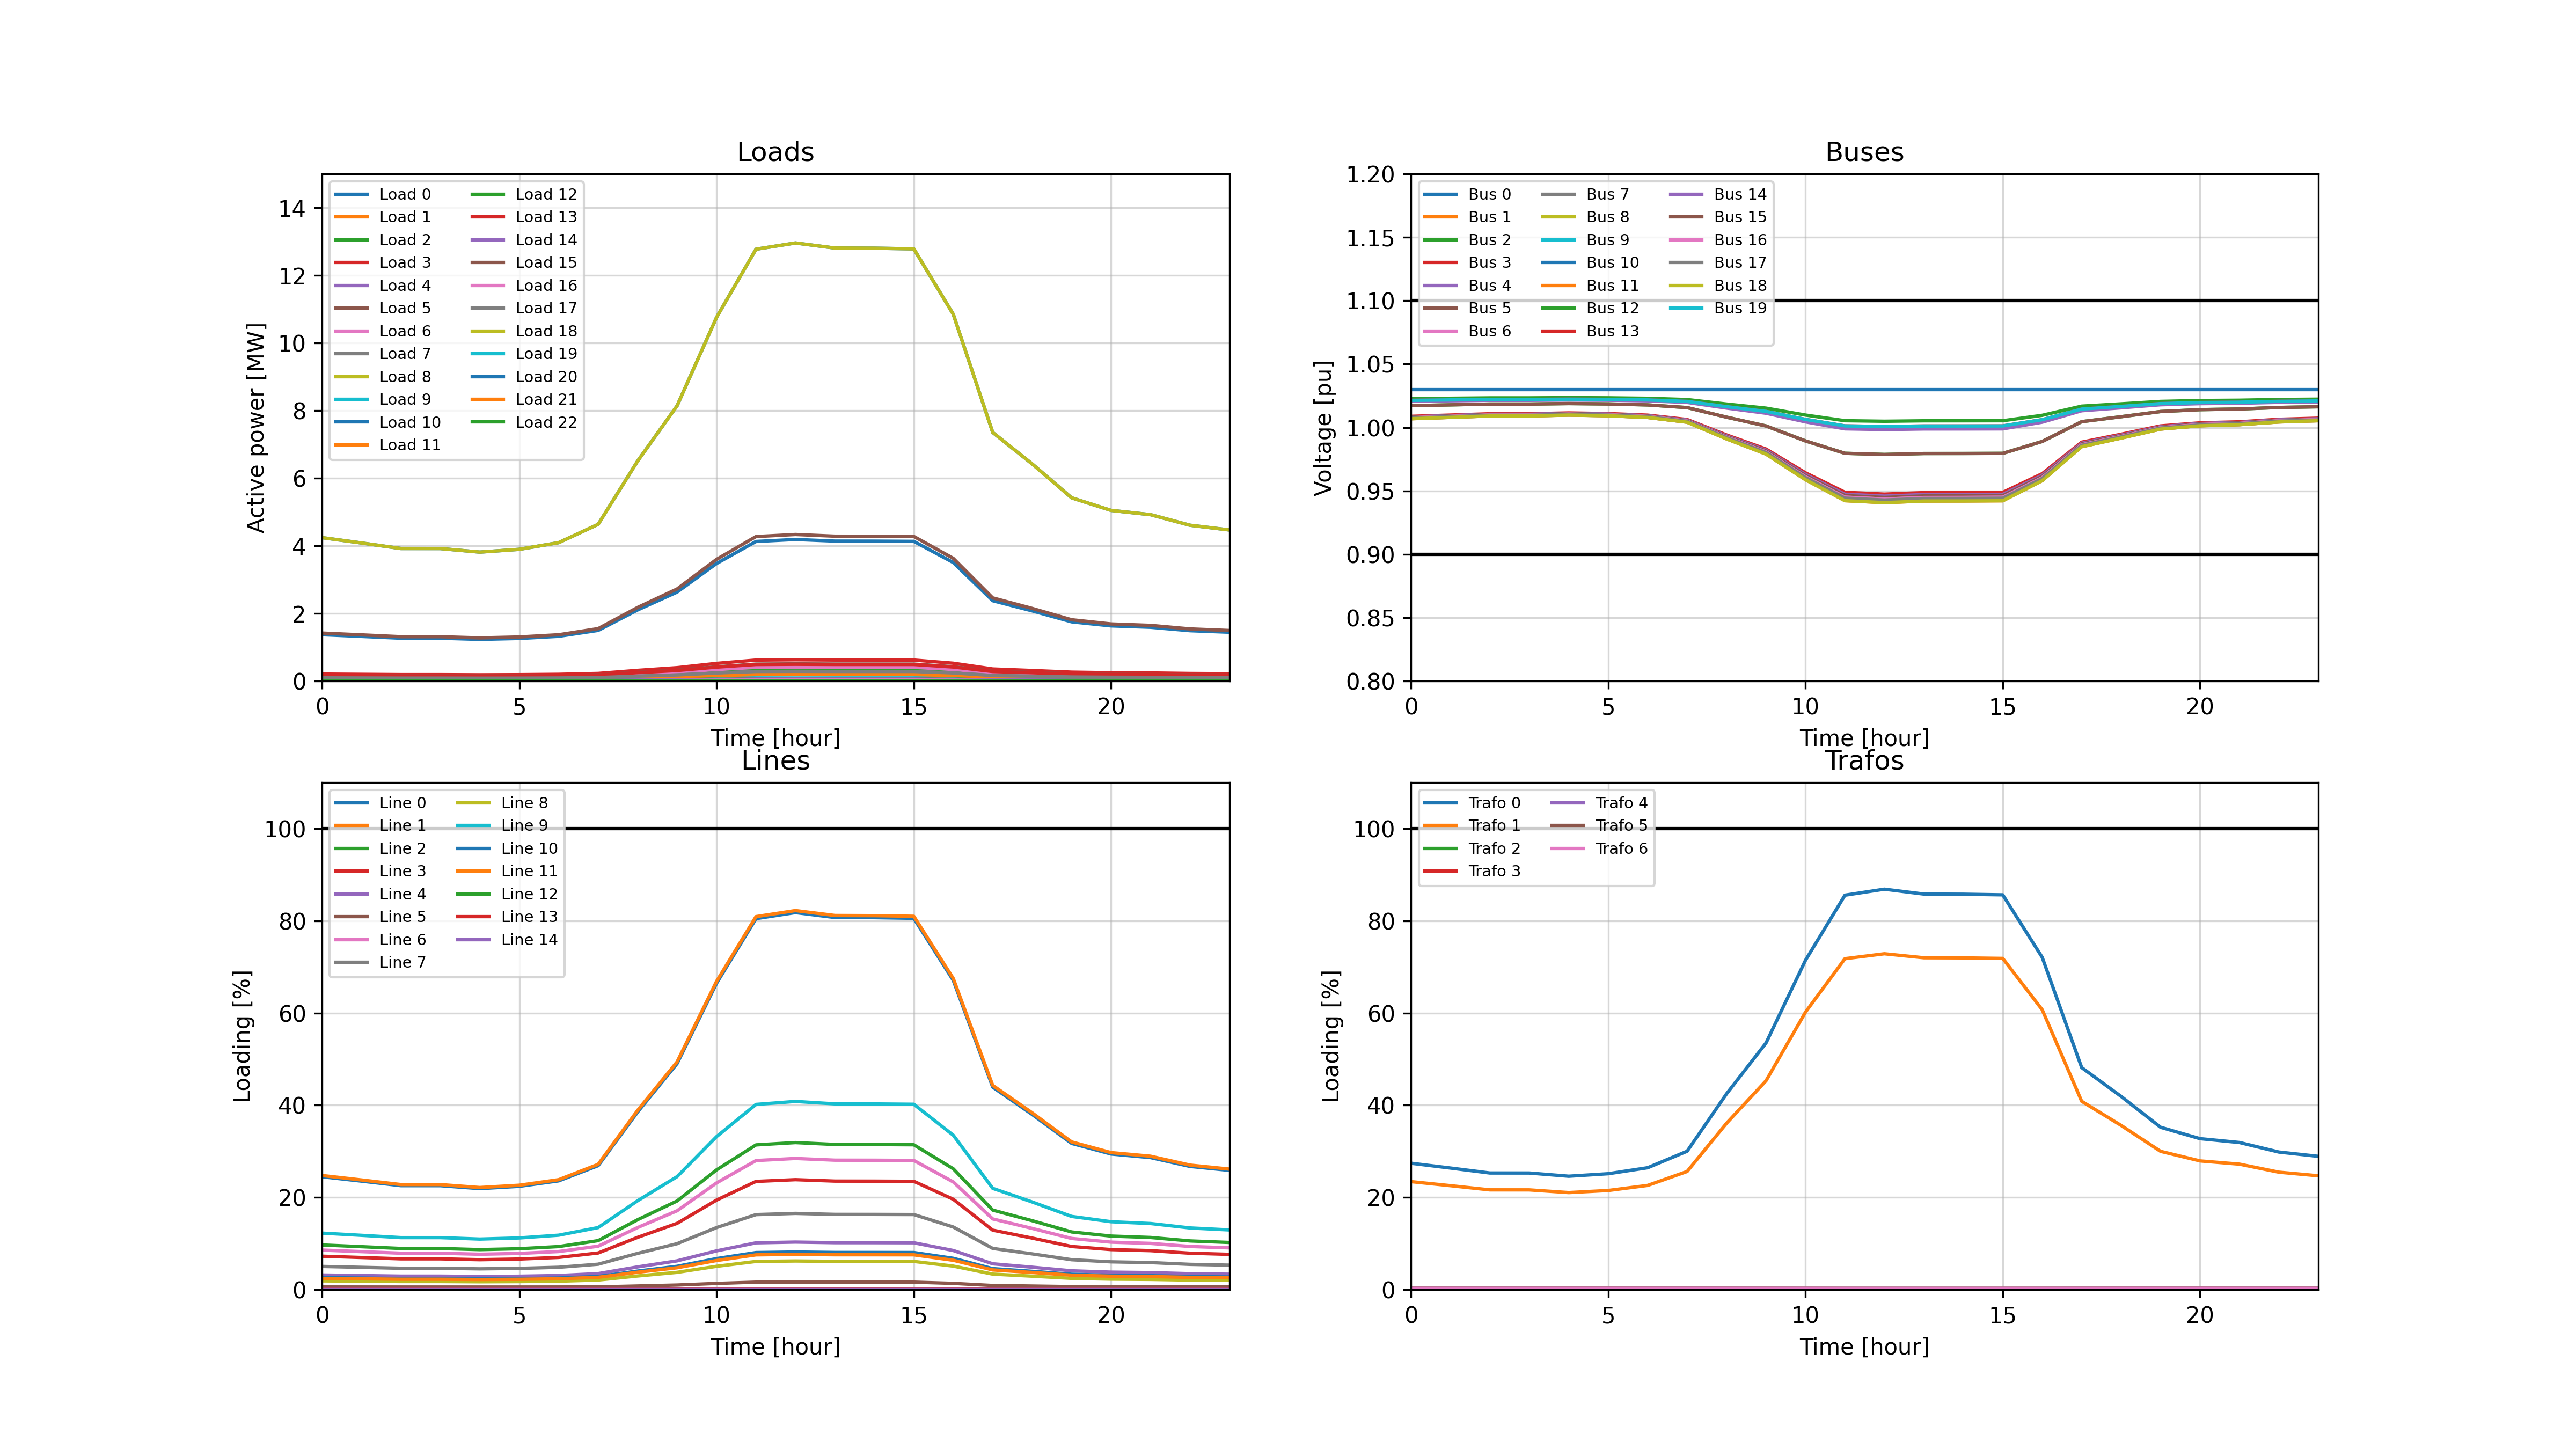 Loads
Active power [MW]
14
12
10
8
6
4
2
0
Load 0
Load 1
Load 2
Load 3
Load 4
Load 5
Load 6
Load 7
Load 8
Load 9
Load 10
Load 11
Load 12
Load 13
Load 14
Load 15
Load 16
Load 17
Load 18
Load 19
Load 20
Load 21
Load 22
0 5 10 15 20
Time [hour]
Buses
Voltage [pu]
1.20
1.15
1.10
1.05
1.00
0.95
0.90
0.85
0.80
Bus 0
Bus 1
Bus 2
Bus 3
Bus 4
Bus 5
Bus 6
Bus 7
Bus 8
Bus 9
Bus 10
Bus 11
Bus 12
Bus 13
Bus 14
Bus 15
Bus 16
Bus 17
Bus 18
Bus 19
0 5 10 15 20
Time [hour]
Lines
Loading [%]
100
80
60
40
20
0
Line 0
Line 1
Line 2
Line 3
Line 4
Line 5
Line 6
Line 7
Line 8
Line 9
Line 10
Line 11
Line 12
Line 13
Line 14
0 5 10 15 20
Time [hour]
Trafos
Loading [%]
100
80
60
40
20
0
Trafo 0
Trafo 1
Trafo 2
Trafo 3
Trafo 4
Trafo 5
Trafo 6
0 5 10 15 20
Time [hour]